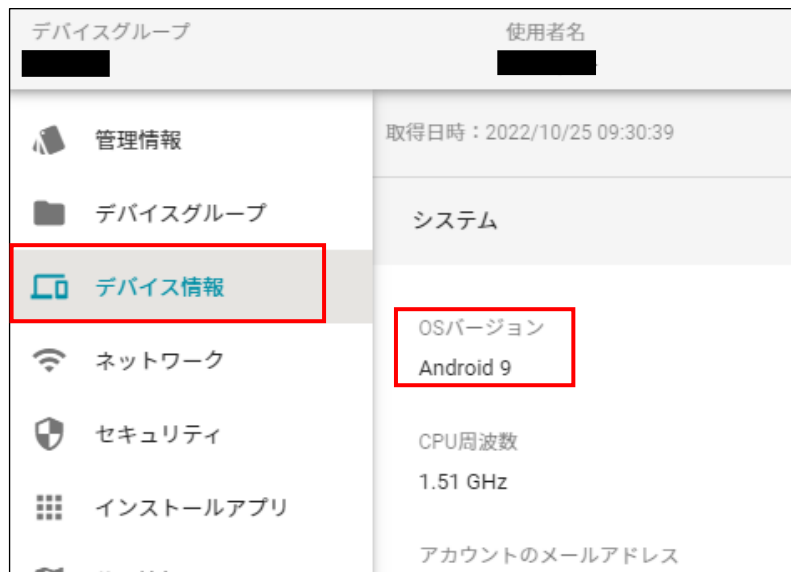 デバイスグループ
使用者名
管理情報
デバイスグループ
デバイス情報
ネットワーク
セキュリティ
インストールアプリ
取得日時：2022/10/25 09:30:39
システム
OSバージョン
Android 9
CPU周波数
1.51 GHz
アカウントのメールアドレス